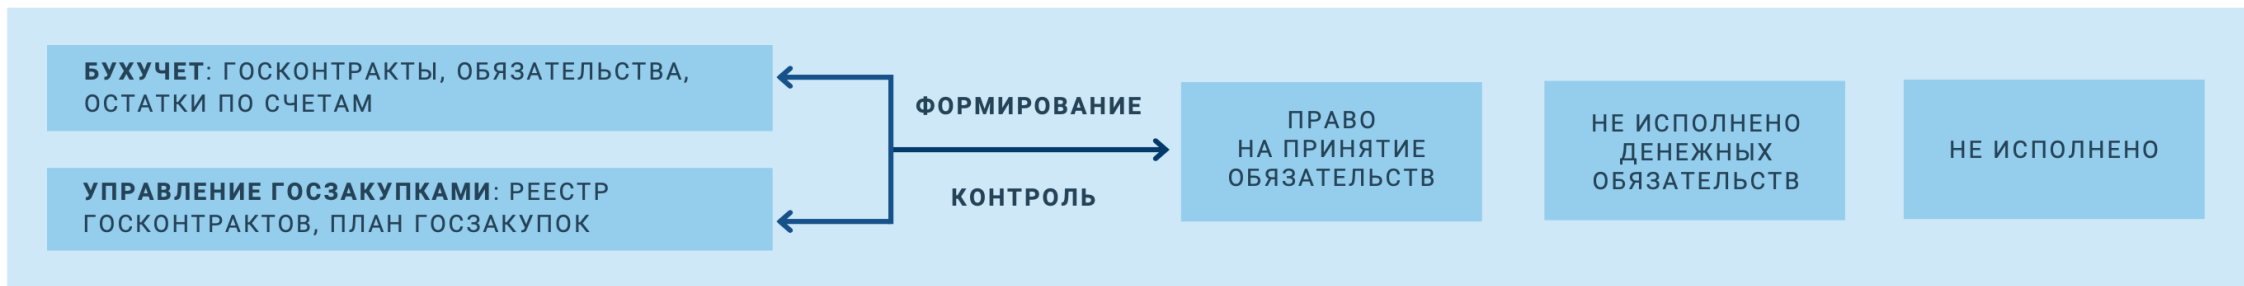 БУХУЧЕТ: ГОСКОНТРАКТЫ, ОБЯЗАТЕЛЬСТВА,
ОСТАТКИ ПО СЧЕТАМ
УПРАВЛЕНИЕ ГОСЗАКУПКАМИ: РЕЕСТР
ГОСКОНТРАКТОВ, ПЛАН ГОСЗАКУПОК
ФОРМИРОВАНИЕ
КОНТРОЛЬ
ПРАВО
НА ПРИНЯТИЕ
ОБЯЗАТЕЛЬСТВ
НЕ ИСПОЛНЕНО
ДЕНЕЖНЫХ
ОБЯЗАТЕЛЬСТВ
НЕ ИСПОЛНЕНО